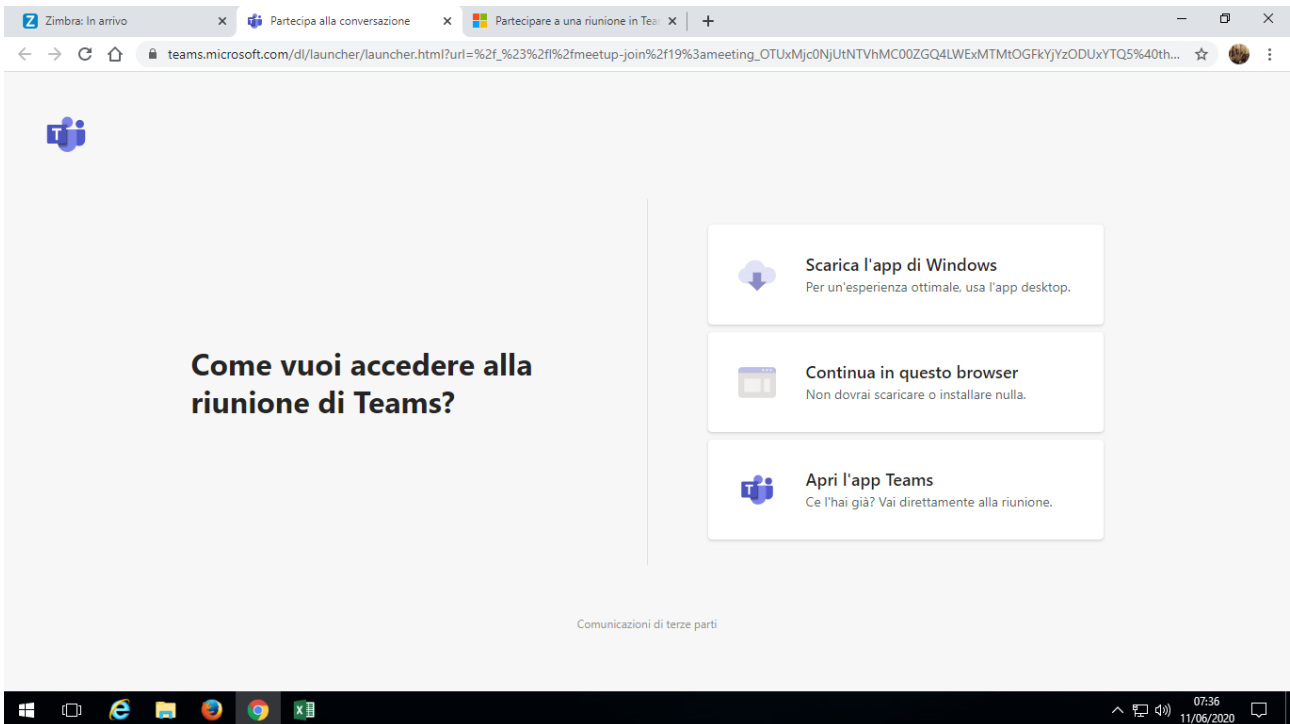 Zimbra: In arrivo
Partecipa alla conversazione
Partecipare a una riunione in Tea
teams.microsoft.com/dl/launcher/launcher.html?url=%2f_%23%2fl%2fmeetup-join%2f19%3ameeting_OTUxMjc0NjUtNTVhMC00ZGQ4LWExMTMtOGFkYjYzODUxYTQ5%40th...
Scarica l'app di Windows
Per un'esperienza ottimale, usa l'app desktop.
Come vuoi accedere alla
riunione di Teams?
Continua in questo browser
Non dovrai scaricare o installare nulla.
Apri l'app Teams
Ce l'hai già? Vai direttamente alla riunione.
Comunicazioni di terze parti
07:36
11/06/2020